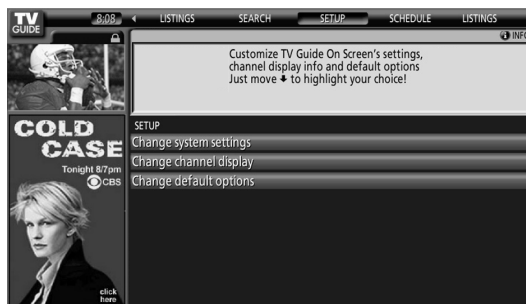 TV
GUIDE
8:08
LISTINGS SEARCH SETUP SCHEDULE LISTINGS
INFO
Customize TV Guide On Screen's settings,
channel display info and default options
Just move to highlight your choice!
SETUP
Change system settings
Change channel display
Change default options
COLD
CASE
Tonight 8/7pm
CBS
click
here